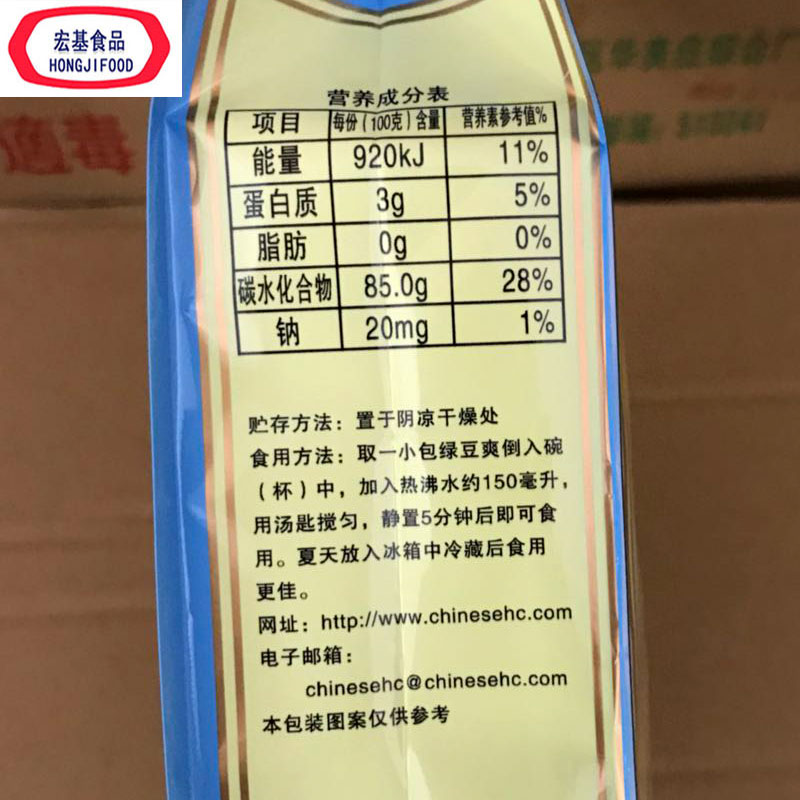 宏基食品
HONGJIFOOD
营养成分表
项目 每份(100克)含量 营养素参考值%
能量 920kJ 11%
蛋白质 3g 5%
脂肪 0g 0%
碳水化合物 85.0g 28%
钠 20mg 1%
贮存方法：置于阴凉干燥处
食用方法：取一小包绿豆爽倒入碗
（杯）中，加入热沸水约150毫升，
用汤匙搅匀，静置5分钟后即可食
用。夏天放入冰箱中冷藏后食用
更佳。
网址：http://www.chinesehc.com
电子邮箱：
chinesehc@chinesehc.com
本包装图案仅供参考